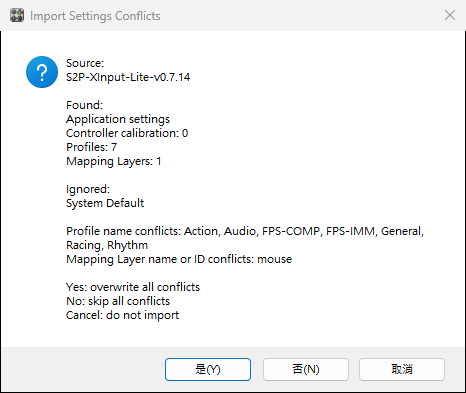 Import Settings Conflicts
Source:
S2P-XInput-Lite-v0.7.14
Found:
Application settings
Controller calibration: 0
Profiles: 7
Mapping Layers: 1
Ignored:
System Default
Profile name conflicts: Action, Audio, FPS-COMP, FPS-IMM, General,
Racing, Rhythm
Mapping Layer name or ID conflicts: mouse
Yes: overwrite all conflicts
No: skip all conflicts
Cancel: do not import
是(Y)
否(N)
取消